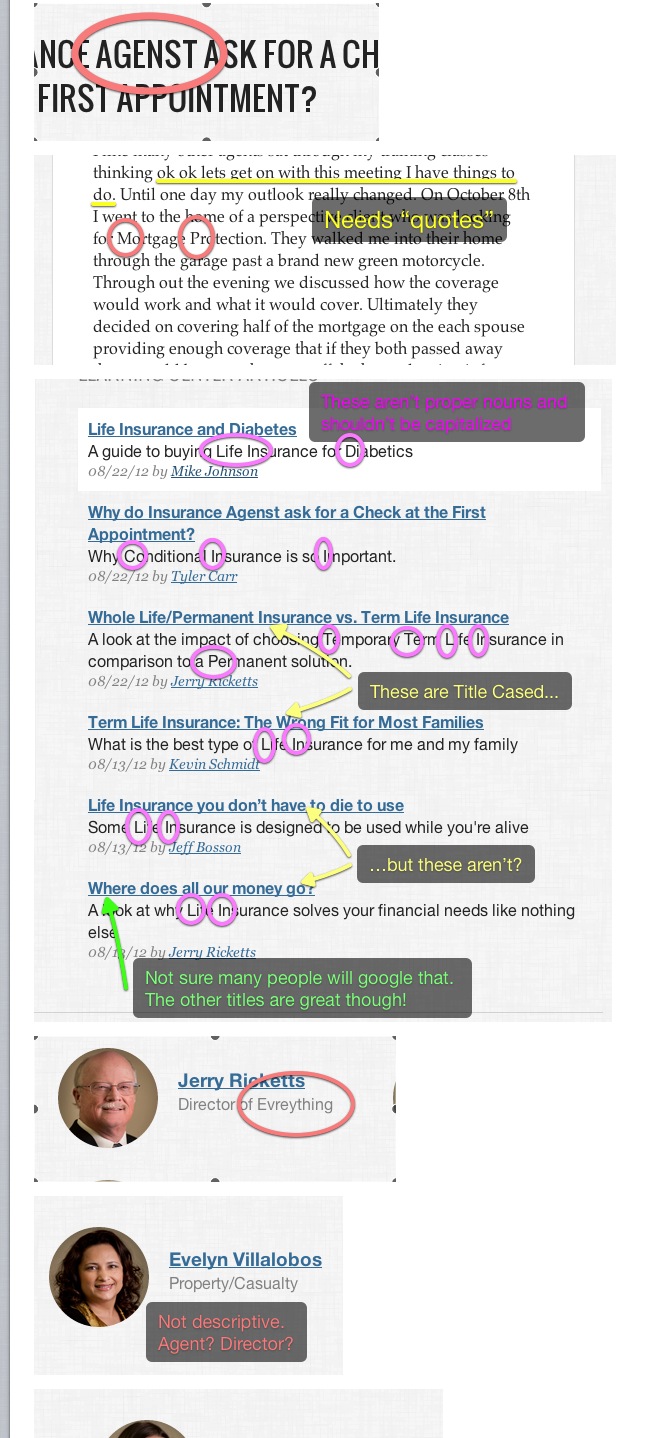 ANCE AGENST ASK FOR A CH
FIRST APPOINTMENT?
thinking ok ok lets get on with this meeting I have things to
do. Until one day my outlook really changed. On October 8th
I went to the home of a perspective
Needs “quotes”
for Mortgage Protection. They walked me into their home
through the garage past a brand new green motorcycle.
Through out the evening we discussed how the coverage
would work and what it would cover. Ultimately they
decided on covering half of the mortgage on the each spouse
providing enough coverage that if they both passed away
LEARNING CENTER ARTICLES
These aren't proper nouns and
shouldn't be capitalized
Life Insurance and Diabetes
A guide to buying Life Insurance for Diabetics
08/22/12 by Mike Johnson
Why do Insurance Agenst ask for a Check at the First
Appointment?
Why Conditional Insurance is so Important.
08/22/12 by Tyler Carr
Whole Life/Permanent Insurance vs. Term Life Insurance
A look at the impact of choosing Temporary Term Life Insurance in
comparison to a Permanent solution.
08/22/12 by Jerry Ricketts
These are Title Cased...
Term Life Insurance: The Wrong Fit for Most Families
What is the best type of Life Insurance for me and my family
08/13/12 by Kevin Schmidt
Life Insurance you don't have to die to use
Some Life Insurance is designed to be used while you're alive
08/13/12 by Jeff Bosson
...but these aren't?
Where does all our money go?
A look at why Life Insurance solves your financial needs like nothing
else
08/13/12 by Jerry Ricketts
Not sure many people will google that.
The other titles are great though!
Jerry Ricketts
Director of Evreything
Evelyn Villalobos
Property/Casualty
Not descriptive.
Agent? Director?